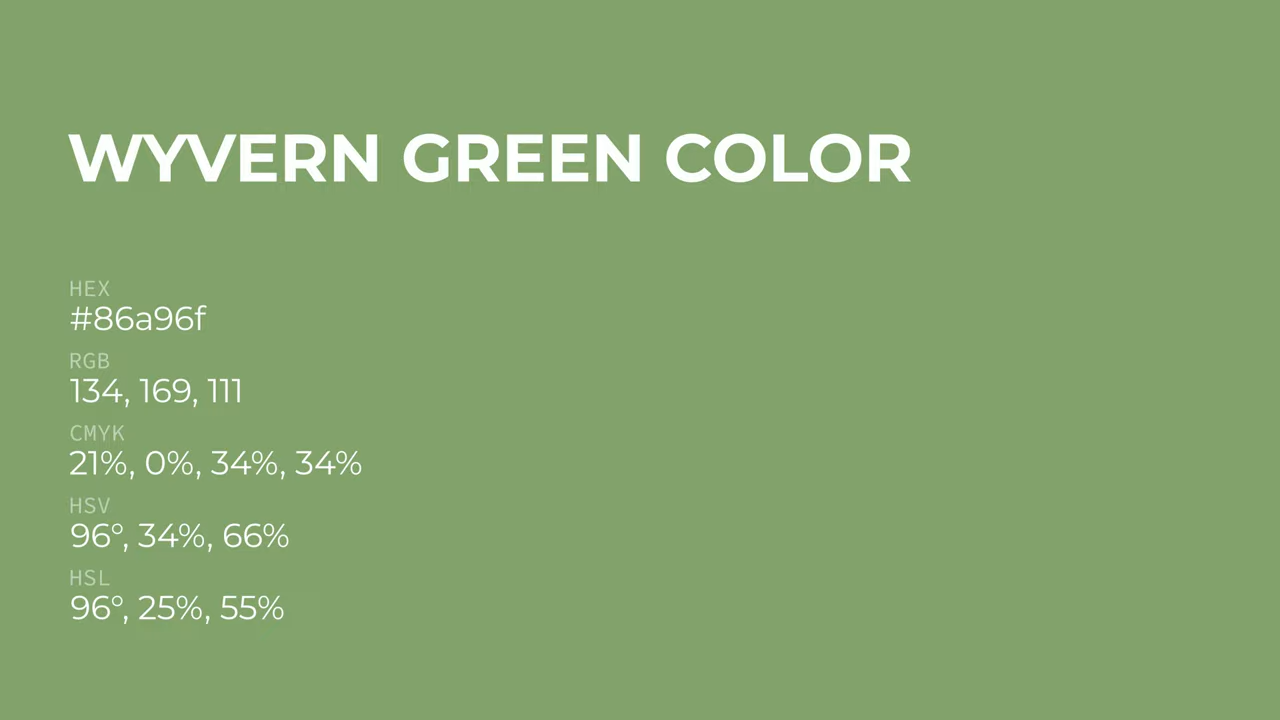 WYVERN GREEN COLOR
HEX
#86a96f
RGB
134, 169, 111
CMYK
21%, 0%, 34%, 34%
HSV
96°, 34%, 66%
HSL
96°, 25%, 55%